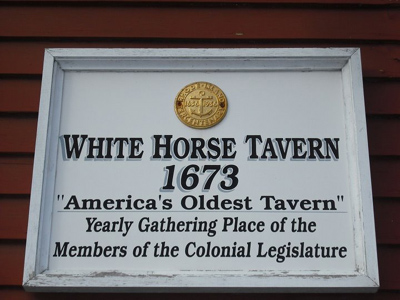 WHITE HORSE TAVERN
1673
"America's Oldest Tavern"
Yearly Gathering Place of the
Members of the Colonial Legislature